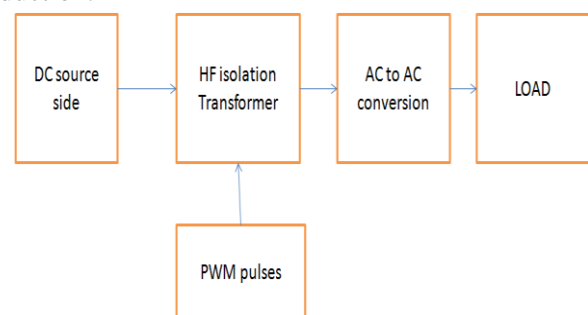 DC source
side
HF isolation
Transformer
AC to AC
conversion
LOAD
PWM pulses